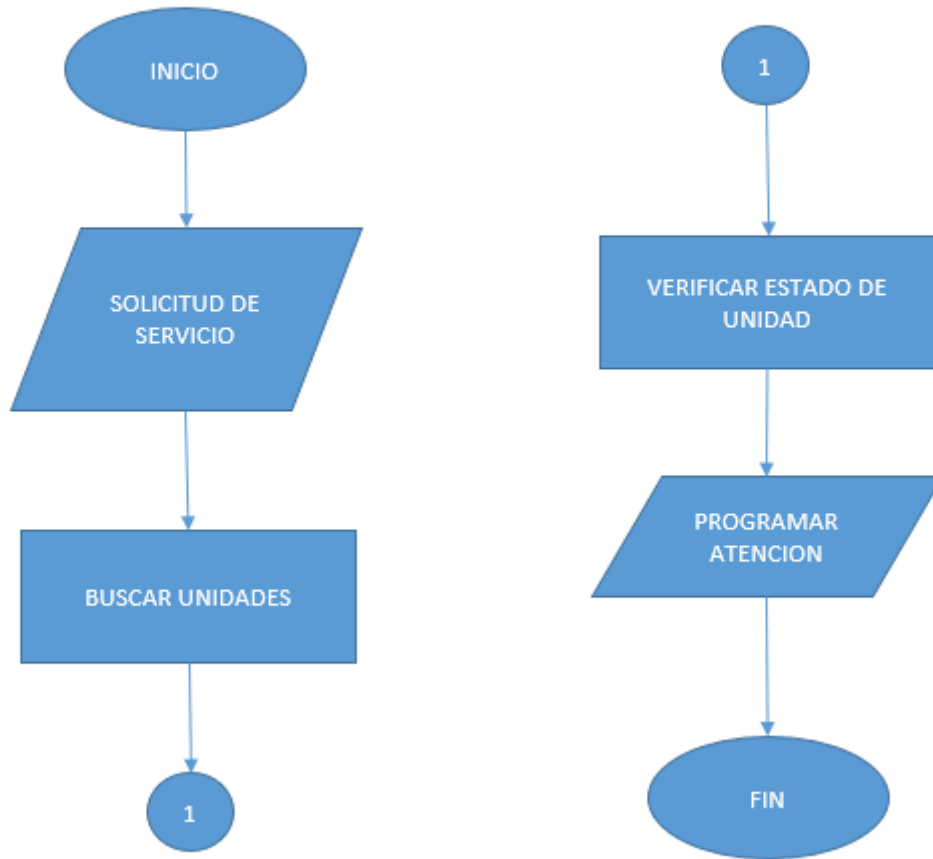 INICIO
SOLICITUD DE
SERVICIO
BUSCAR UNIDADES
1
1
VERIFICAR ESTADO DE
UNIDAD
PROGRAMAR
ATENCION
FIN